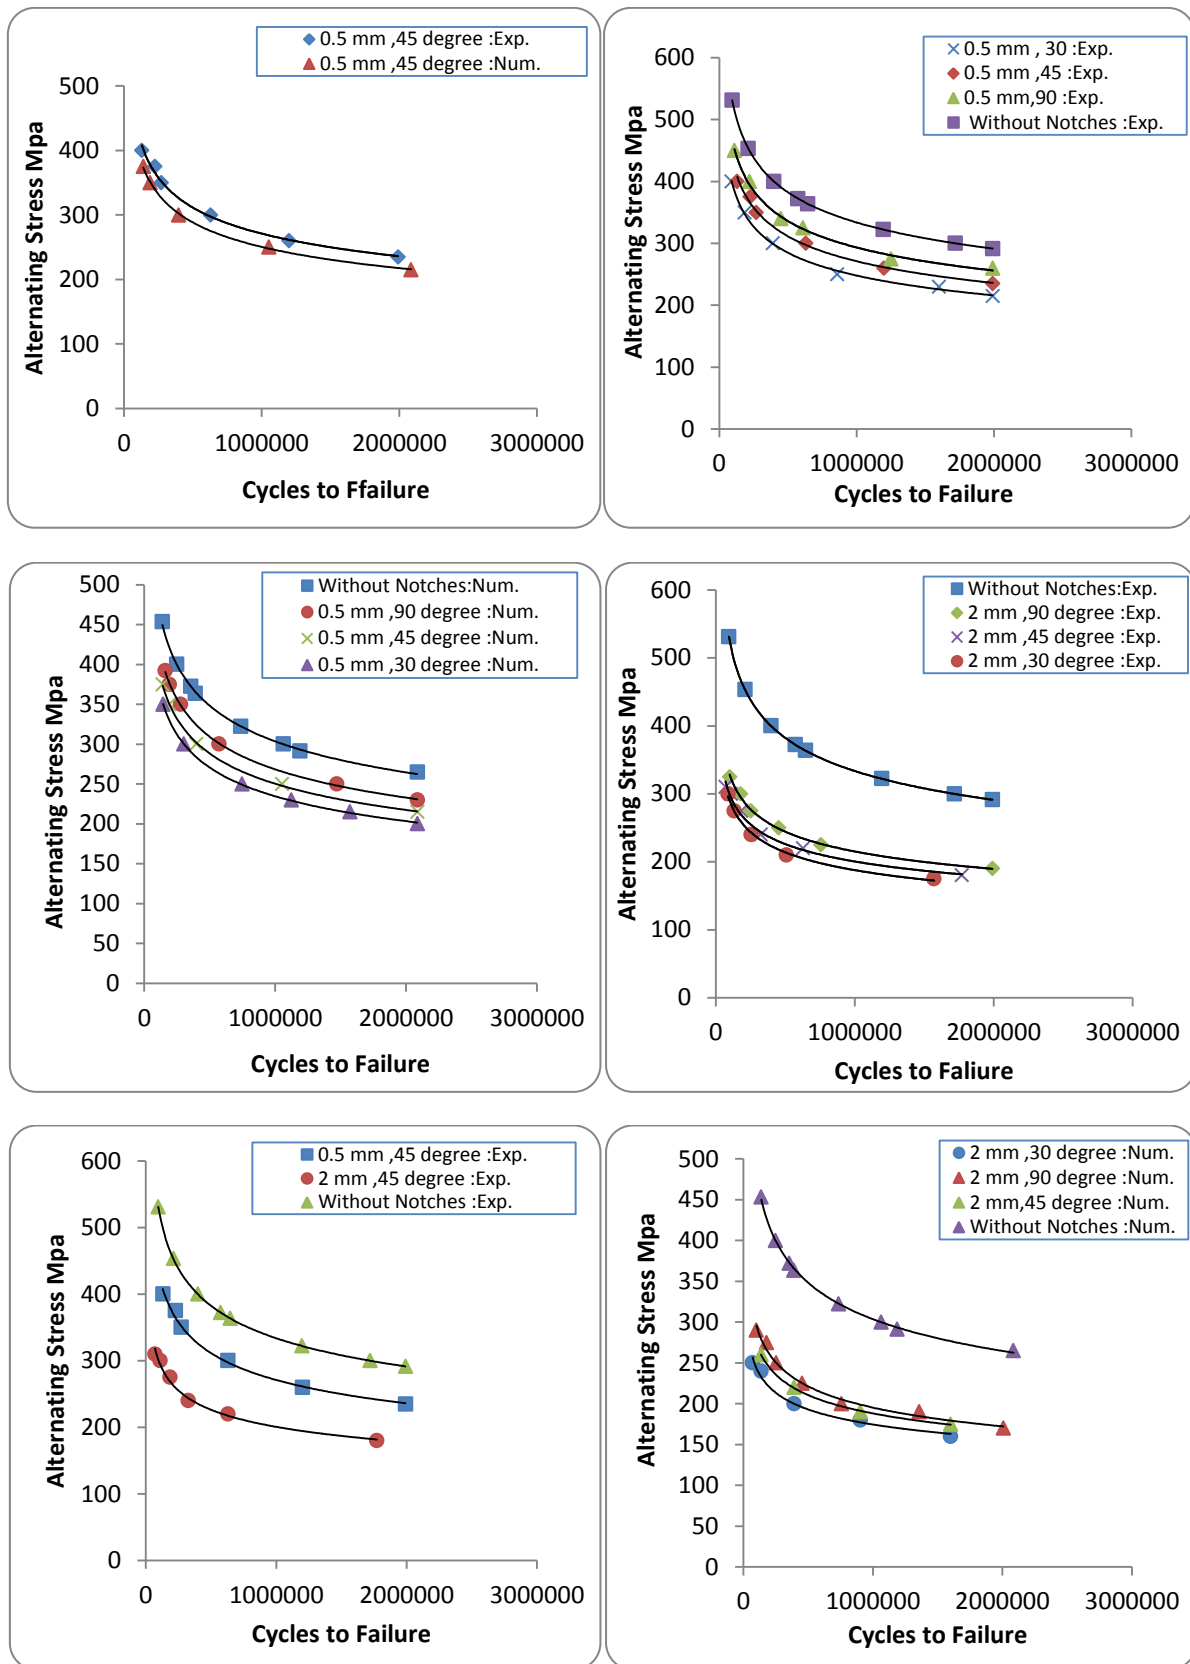 0.5 mm ,45 degree :Exp.
0.5 mm ,45 degree :Num.
500
400
300
200
100
0
Alternating Stress Mpa
0 1000000 2000000 3000000
Cycles to Ffailure
0.5 mm , 30 :Exp.
0.5 mm ,45 :Exp.
0.5 mm,90 :Exp.
Without Notches :Exp.
600
500
400
300
200
100
0
Alternating Stress Mpa
0 1000000 2000000 3000000
Cycles to Failure
Without Notches:Num.
0.5 mm ,90 degree :Num.
0.5 mm ,45 degree :Num.
0.5 mm ,30 degree :Num.
500
450
400
350
300
250
200
150
100
50
0
Alternating Stress Mpa
0 1000000 2000000 3000000
Cycles to Failure
Without Notches:Exp.
2 mm ,90 degree :Exp.
2 mm ,45 degree :Exp.
2 mm ,30 degree :Exp.
600
500
400
300
200
100
0
Alternating Stress Mpa
0 1000000 2000000 3000000
Cycles to Faliure
0.5 mm ,45 degree :Exp.
2 mm ,45 degree :Exp.
Without Notches :Exp.
600
500
400
300
200
100
0
Alternating Stress Mpa
0 1000000 2000000 3000000
Cycles to Failure
2 mm ,30 degree :Num.
2 mm ,90 degree :Num.
2 mm,45 degree :Num.
Without Notches :Num.
500
450
400
350
300
250
200
150
100
50
0
Alternating Stress Mpa
0 1000000 2000000 3000000
Cycles to Failure